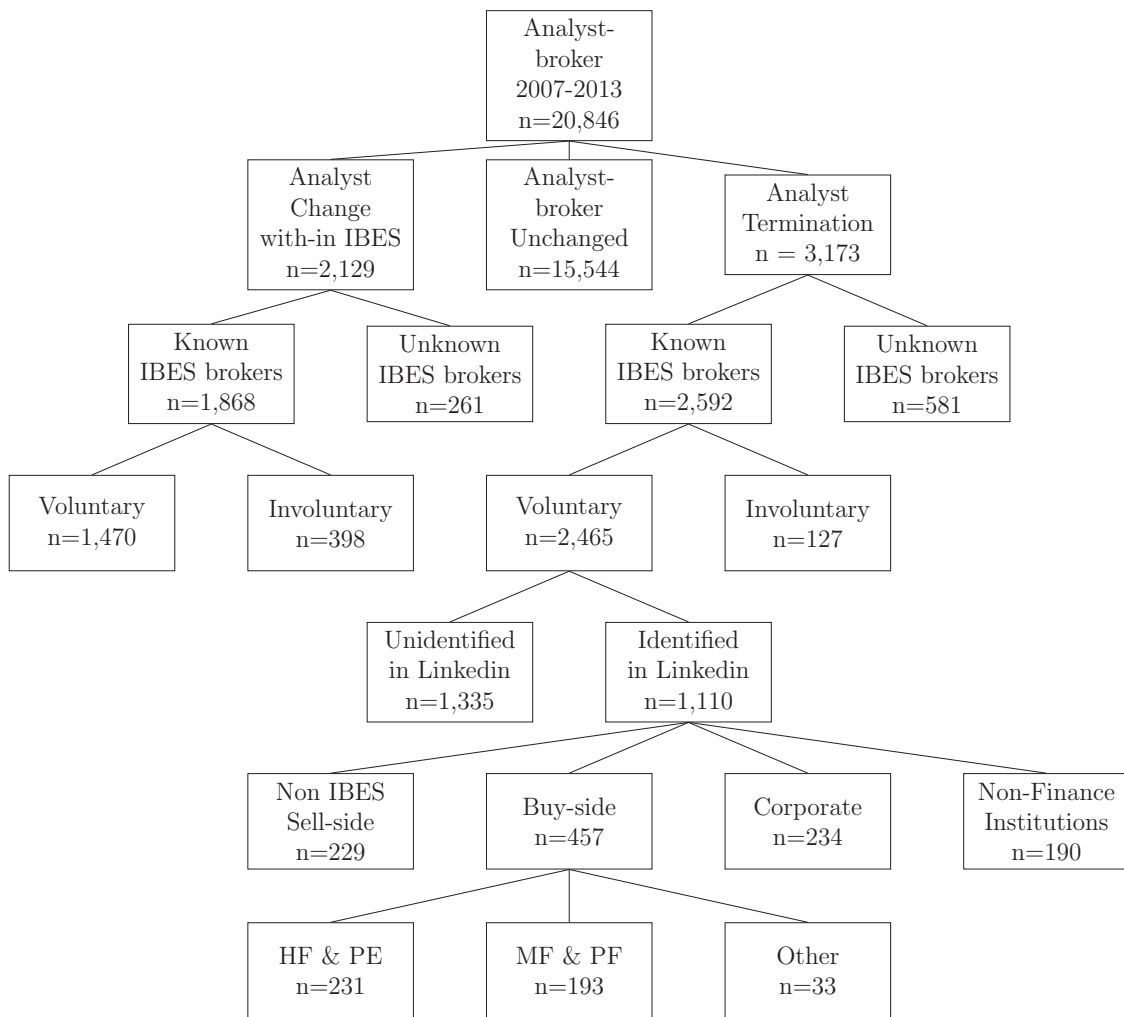 Analyst-
broker
2007-2013
n=20,846
Analyst
Change
with-in IBES
n=2,129
Analyst-
broker
Unchanged
n=15,544
Analyst
Termination
n = 3,173
Known
IBES brokers
n=1,868
Unknown
IBES brokers
n=261
Known
IBES brokers
n=2,592
Unknown
IBES brokers
n=581
Voluntary
n=1,470
Involuntary
n=398
Voluntary
n=2,465
Involuntary
n=127
Unidentified
in Linkedin
n=1,335
Identified
in Linkedin
n=1,110
Non IBES
Sell-side
n=229
Buy-side
n=457
Corporate
n=234
Non-Finance
Institutions
n=190
HF & PE
n=231
MF & PF
n=193
Other
n=33